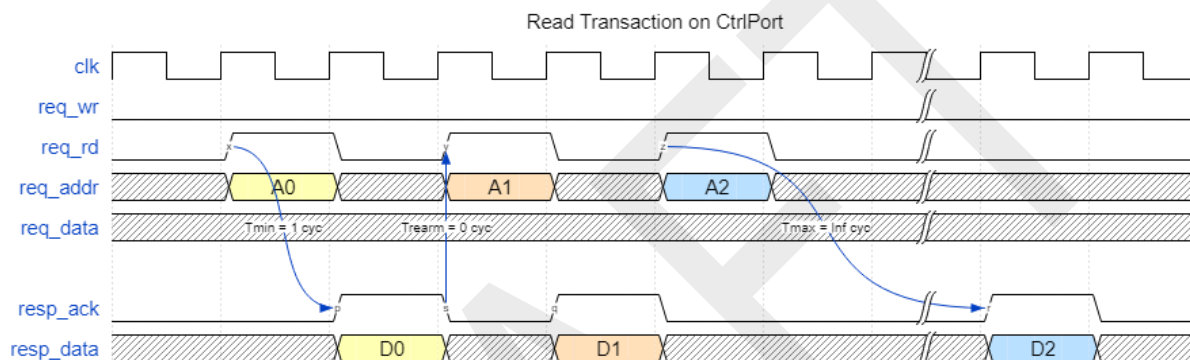 Read Transaction on CtrlPort
clk
req_wr
req_rd
x
y
z
req_addr
A0
A1
A2
req_data
Tmin = 1 cyc
Trearm = 0 cyc
Tmax = Inf cyc
resp_ack
p
s
q
r
resp_data
D0
D1
D2